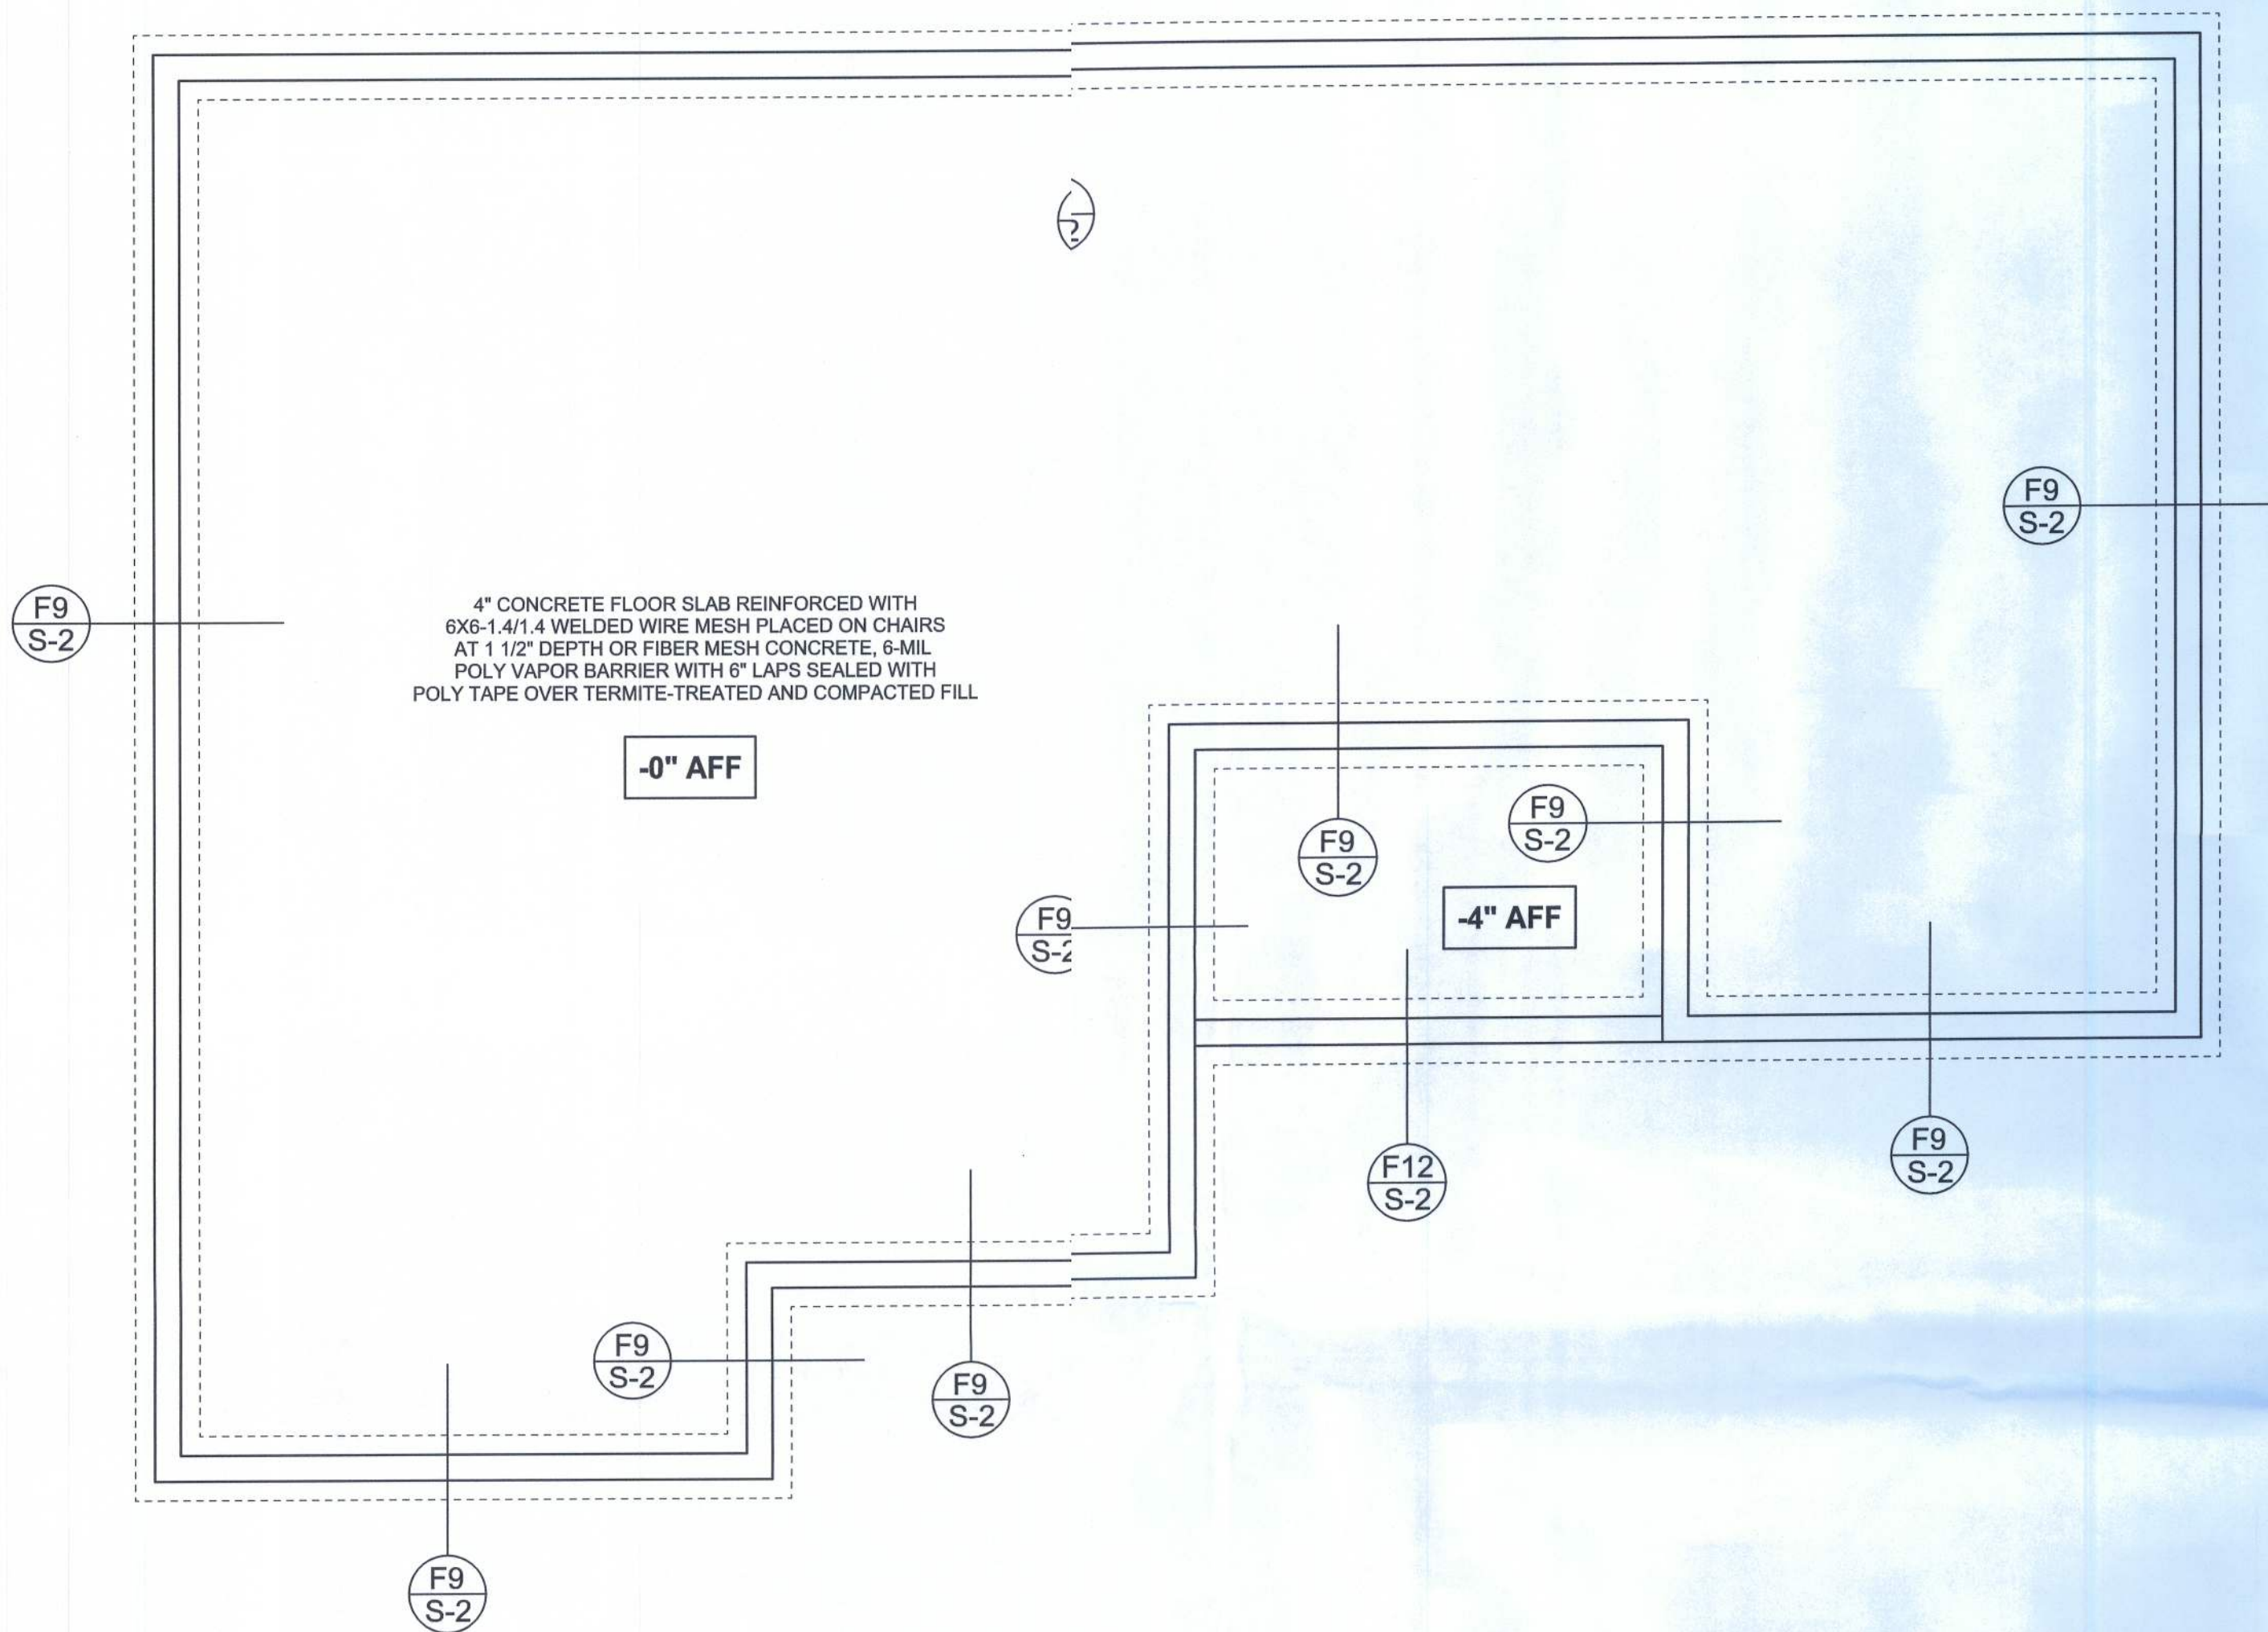 F9
S-2
F9
S-2
4" CONCRETE FLOOR SLAB REINFORCED WITH
6X6-1.4/1.4 WELDED WIRE MESH PLACED ON CHAIRS
AT 1 1/2" DEPTH OR FIBER MESH CONCRETE, 6-MIL
POLY VAPOR BARRIER WITH 6" LAPS SEALED WITH
POLY TAPE OVER TERMITE-TREATED AND COMPACTED FILL
-0" AFF
F9
S-2
F9
S-2
-4" AFF
F9
S-2
F12
S-2
F9
S-2
F9
S-2
F9
S-2
F9
S-2